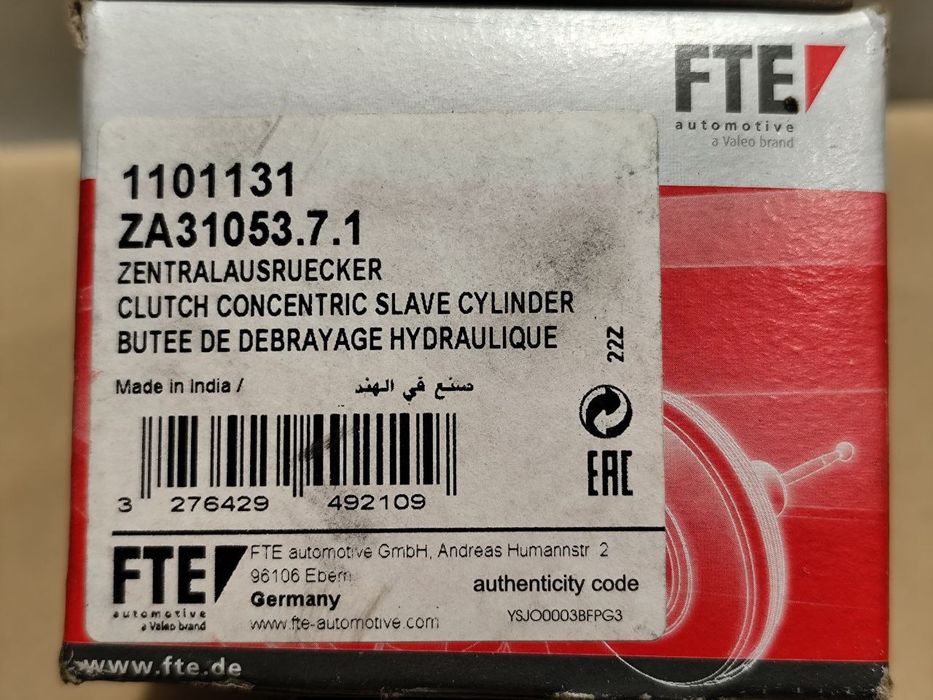 FTE
automotive
a Valeo brand
1101131
ZA31053.7.1
ZENTRALAUSRUECKER
CLUTCH CONCENTRIC SLAVE CYLINDER
BUTEE DE DEBRAYAGE HYDRAULIQUE
22Z
Made in India / صنع في الهند
EAC
3 276429 492109
FTE
automotive
a Valeo brand
FTE automotive GmbH, Andreas Humannstr 2
96106 Ebern
Germany
www.fte-automotive.com
authenticity code
YSJO0003BFPG3
www.fte.de